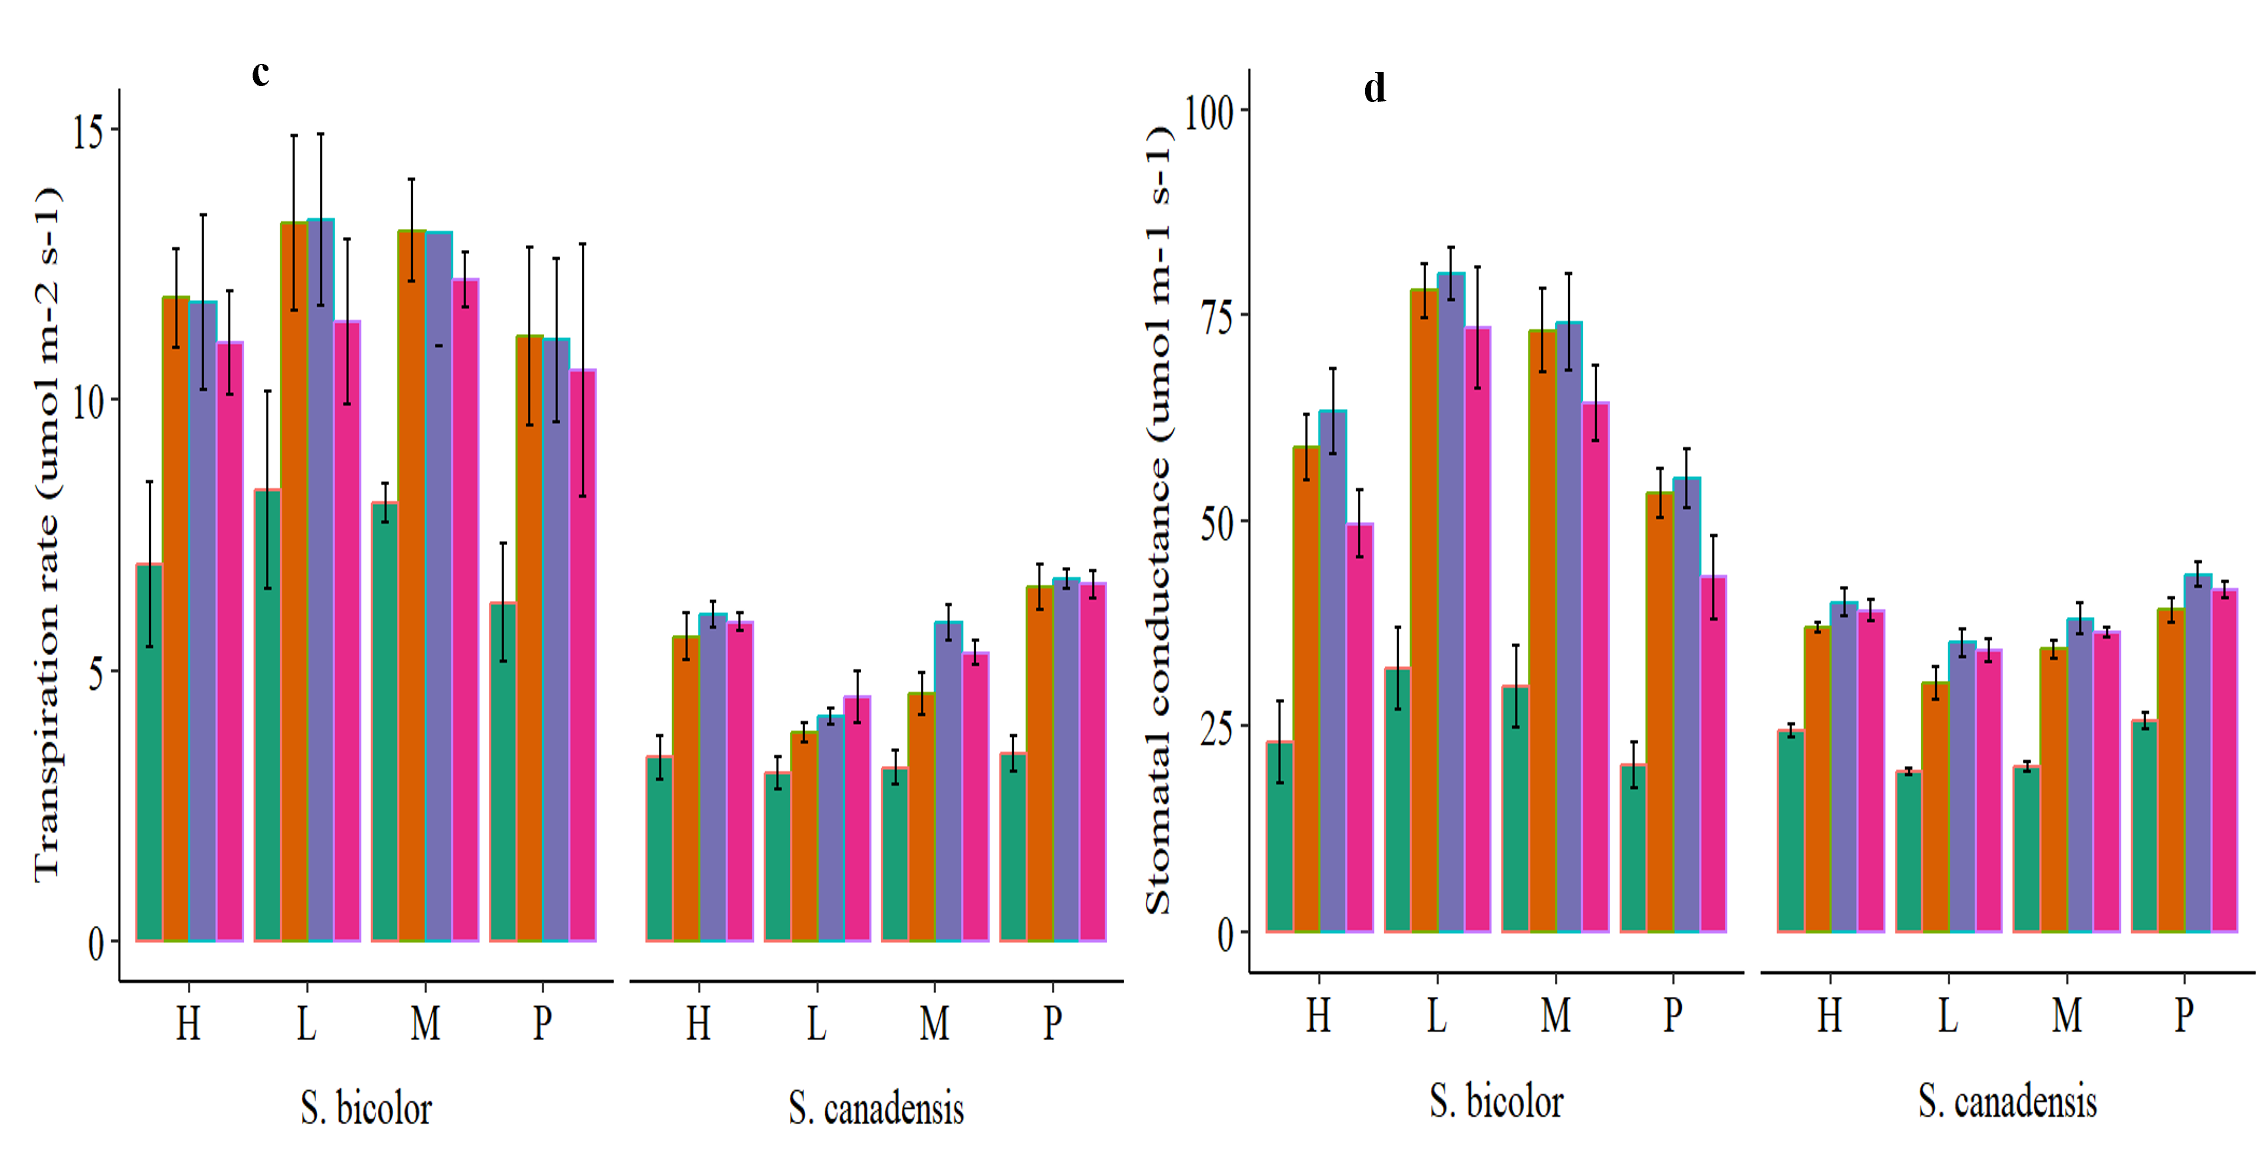 c
Transpiration rate (umol m-2 s-1)
15
10
5
0
H L M P H L M P
S. bicolor S. canadensis
d
Stomatal conductance (umol m-1 s-1)
100
75
50
25
0
H L M P H L M P
S. bicolor S. canadensis